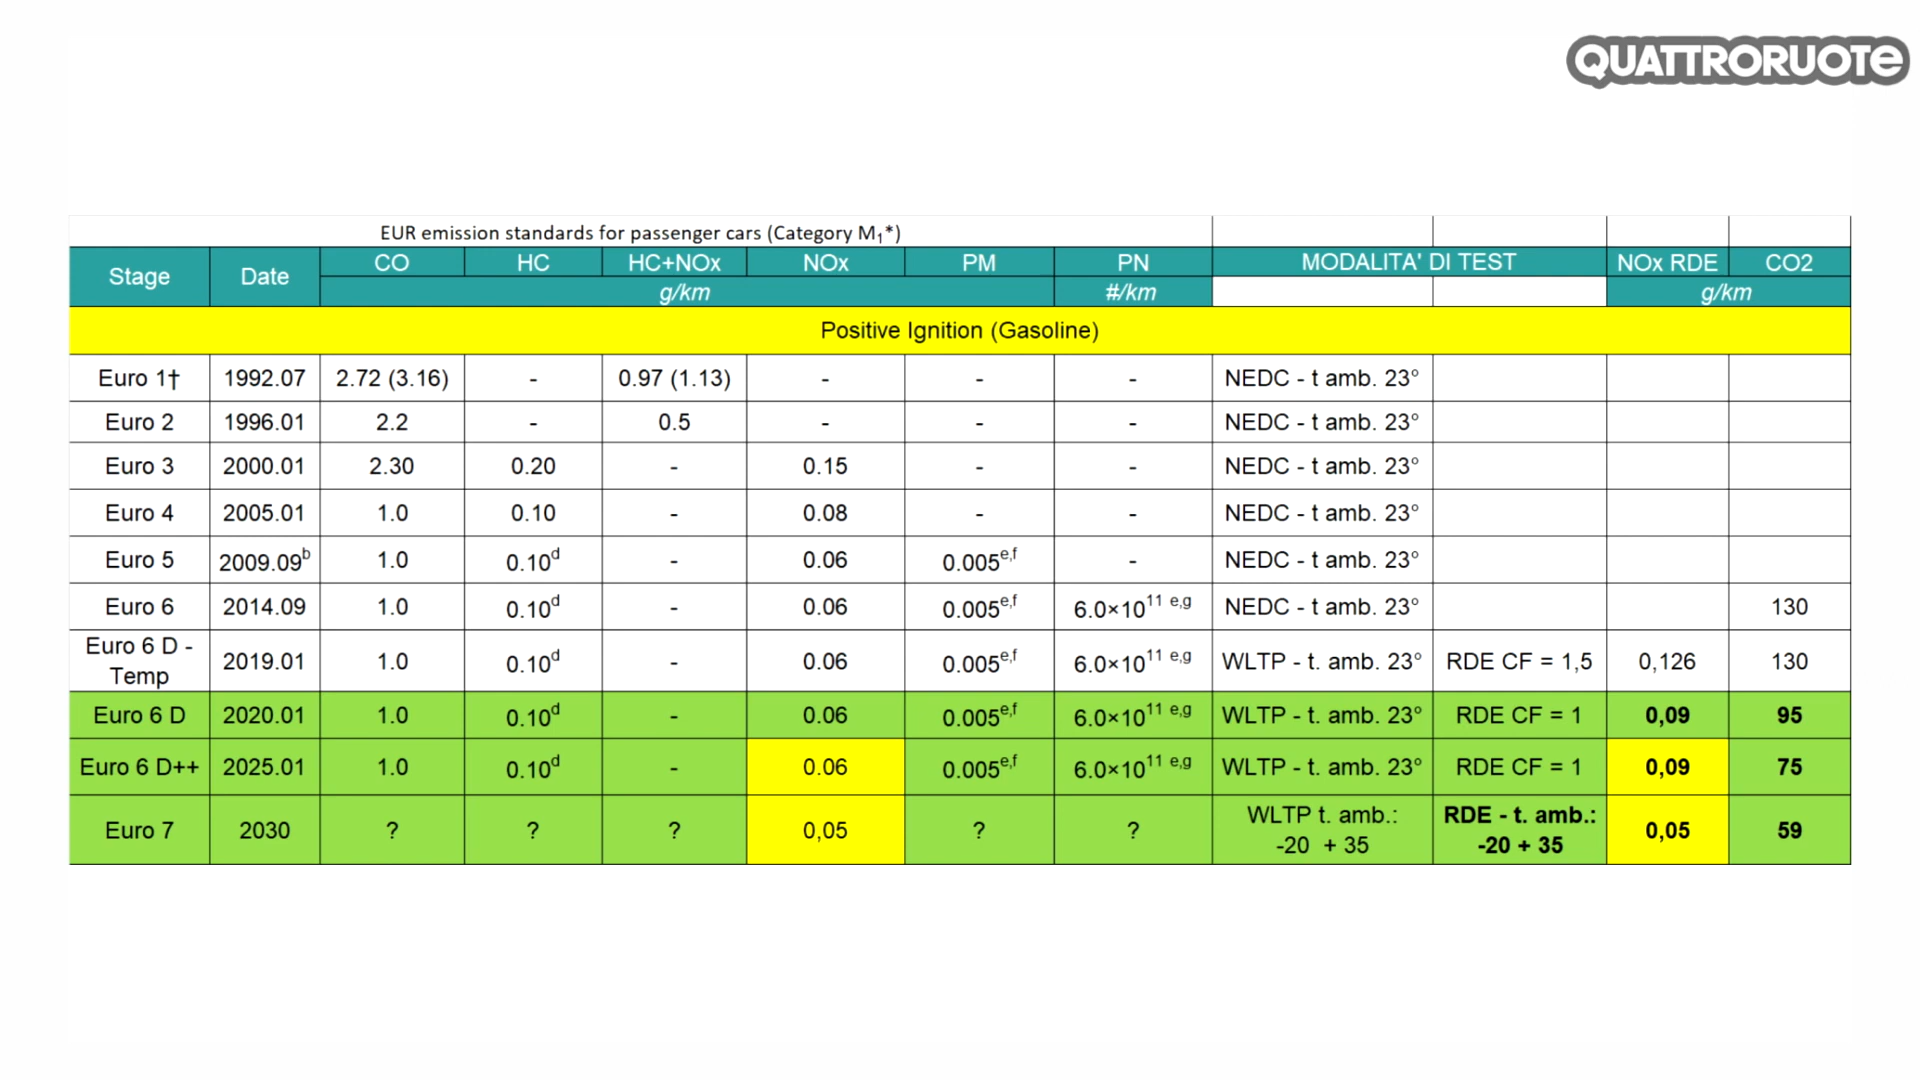 QUATTRORUOTE
EUR emission standards for passenger cars (Category M₁*)
Stage Date CO HC HC+NOx NOx PM PN MODALITA' DI TEST NOx RDE CO2
g/km #/km g/km
Positive Ignition (Gasoline)
Euro 1† 1992.07 2.72 (3.16) - 0.97 (1.13) - - - NEDC - t amb. 23°
Euro 2 1996.01 2.2 - 0.5 - - - NEDC - t amb. 23°
Euro 3 2000.01 2.30 0.20 - 0.15 - - NEDC - t amb. 23°
Euro 4 2005.01 1.0 0.10 - 0.08 - - NEDC - t amb. 23°
Euro 5 2009.09ᵇ 1.0 0.10ᵈ - 0.06 0.005ᵉ,ᶠ - NEDC - t amb. 23°
Euro 6 2014.09 1.0 0.10ᵈ - 0.06 0.005ᵉ,ᶠ 6.0×10¹¹ ᵉ,ᵍ NEDC - t amb. 23° 130
Euro 6 D - Temp 2019.01 1.0 0.10ᵈ - 0.06 0.005ᵉ,ᶠ 6.0×10¹¹ ᵉ,ᵍ WLTP - t. amb. 23° RDE CF = 1,5 0,126 130
Euro 6 D 2020.01 1.0 0.10ᵈ - 0.06 0.005ᵉ,ᶠ 6.0×10¹¹ ᵉ,ᵍ WLTP - t. amb. 23° RDE CF = 1 0,09 95
Euro 6 D++ 2025.01 1.0 0.10ᵈ - 0.06 0.005ᵉ,ᶠ 6.0×10¹¹ ᵉ,ᵍ WLTP - t. amb. 23° RDE CF = 1 0,09 75
Euro 7 2030 ? ? ? 0,05 ? ? WLTP t. amb.: -20 + 35 RDE - t. amb.: -20 + 35 0,05 59